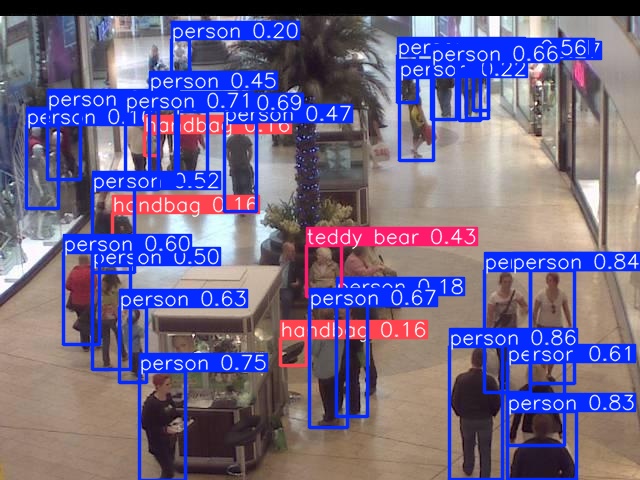 person 0.20
person 0.66
person 0.22
person 0.45
person 0.71
0.69
person
person 0.47
handbag 0.16
person 0.52
handbag 0.16
teddy bear 0.43
person 0.60
person 0.50
person 0.84
0.18
person 0.63
person 0.67
handbag 0.16
person 0.86
person 0.61
person 0.75
person 0.83